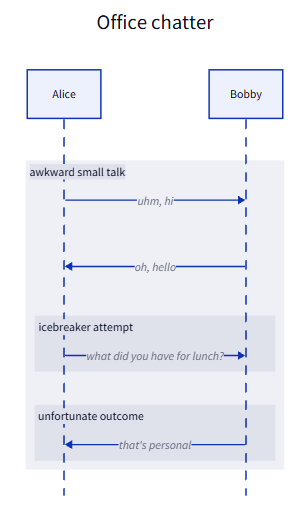 Office chatter
Alice
Bobby
awkward small talk
uhm, hi
oh, hello
icebreaker attempt
what did you have for lunch?
unfortunate outcome
that's personal